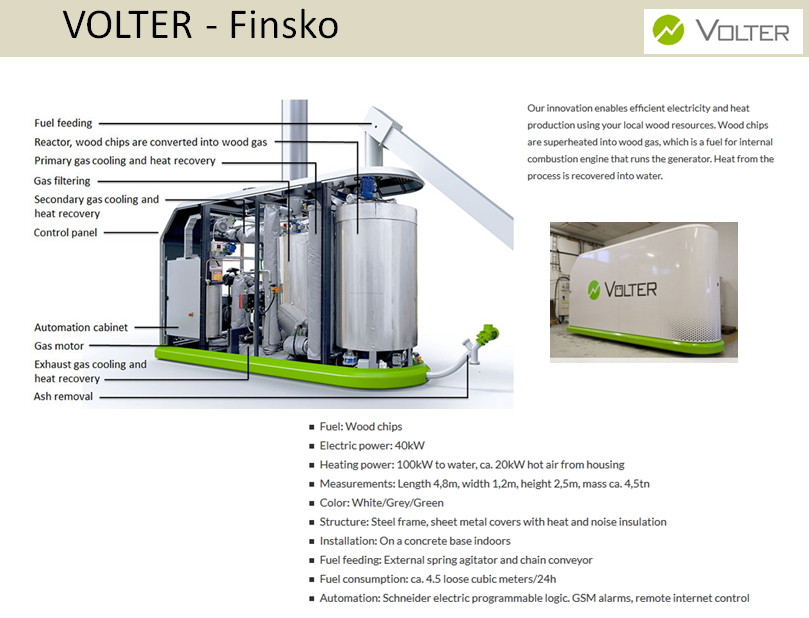 VOLTER - Finsko
VOLTER
Fuel feeding
Reactor, wood chips are converted into wood gas
Primary gas cooling and heat recovery
Gas filtering
Secondary gas cooling and
heat recovery
Control panel
Automation cabinet
Gas motor
Exhaust gas cooling and
heat recovery
Ash removal
Our innovation enables efficient electricity and heat
production using your local wood resources. Wood chips
are superheated into wood gas, which is a fuel for internal
combustion engine that runs the generator. Heat from the
process is recovered into water.
VOLTER
Fuel: Wood chips
Electric power: 40kW
Heating power: 100kW to water, ca. 20kW hot air from housing
Measurements: Length 4,8m, width 1,2m, height 2,5m, mass ca. 4,5tn
Color: White/Grey/Green
Structure: Steel frame, sheet metal covers with heat and noise insulation
Installation: On a concrete base indoors
Fuel feeding: External spring agitator and chain conveyor
Fuel consumption: ca. 4.5 loose cubic meters/24h
Automation: Schneider electric programmable logic. GSM alarms, remote internet control